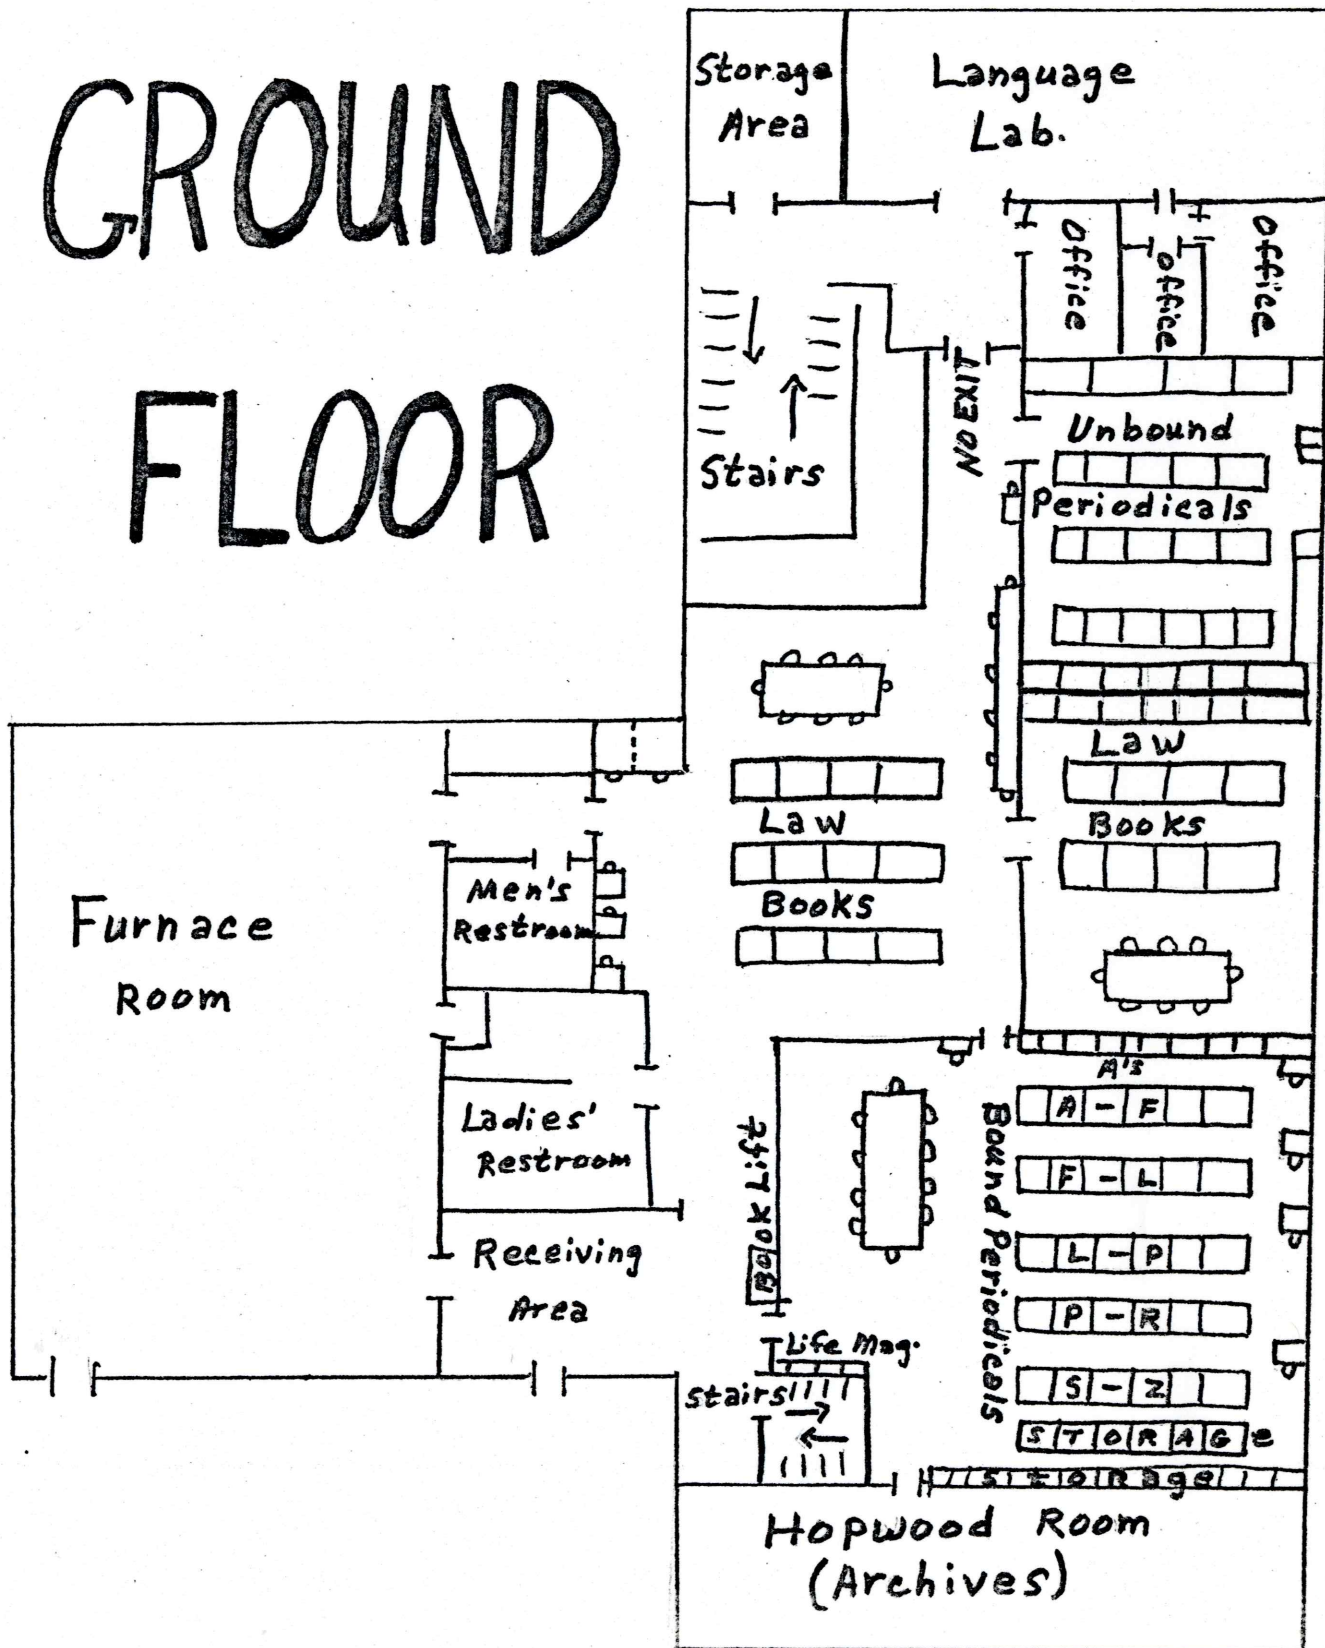 GROUND
FLOOR
Storage
Area
Language
Lab.
Office
Office
Office
NO EXIT
Stairs
Unbound
Periodicals
Law
Books
Law
Books
Men's
Restroom
Furnace
Room
Ladies'
Restroom
Receiving
Area
Book Lift
A's
A-F
F-L
L-P
P-R
S-Z
STORAGe
Storage
Bound Periodicals
Life Mag.
Stairs
Hopwood Room
(Archives)